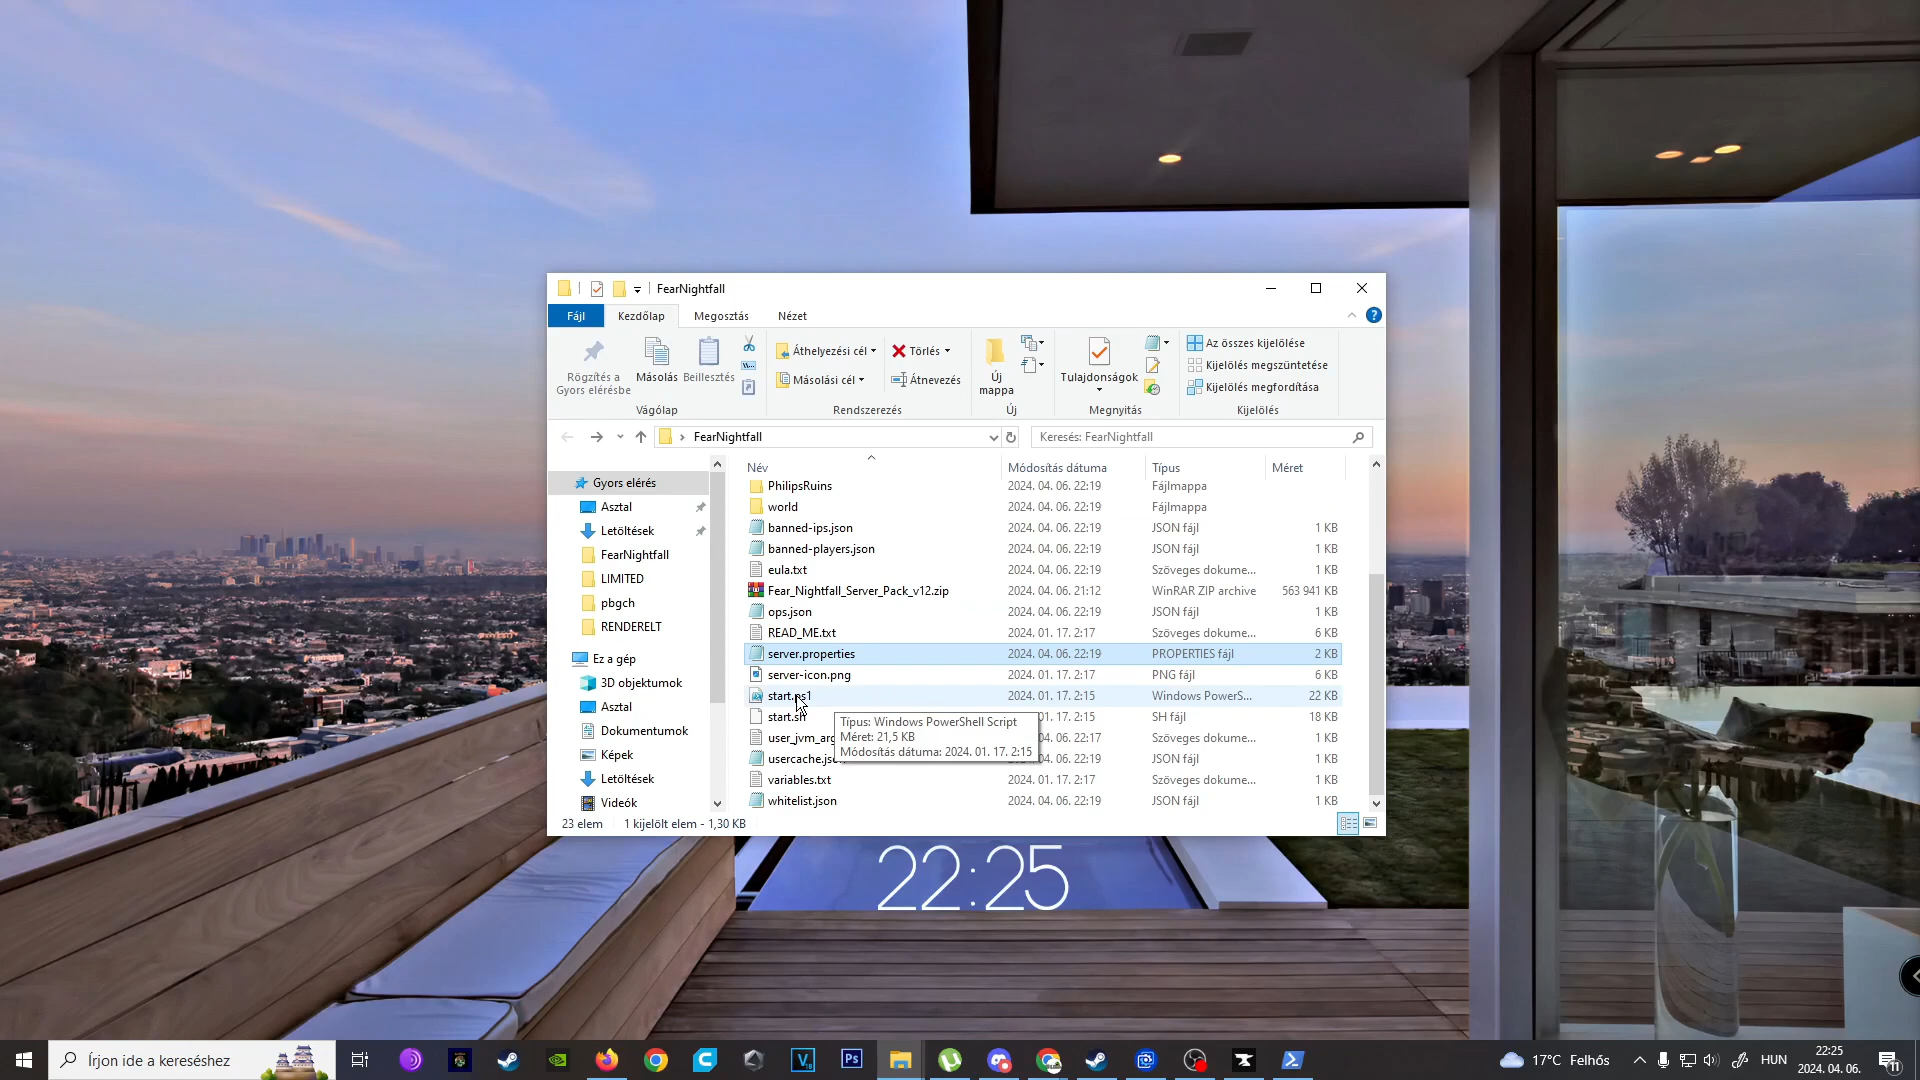 FearNightfall
Fájl
Kezdőlap
Megosztás
Nézet
Rögzítés a Gyors elérésbe
Másolás
Beillesztés
Áthelyezési cél
Másolási cél
Törlés
Átnevezés
Új mappa
Tulajdonságok
Az összes kijelölése
Kijelölés megszüntetése
Kijelölés megfordítása
Vágólap
Rendszerezés
Új
Megnyitás
Kijelölés
FearNightfall
Keresés: FearNightfall
Gyors elérés
Asztal
Letöltések
FearNightfall
LIMITED
pbgch
RENDERELT
Ez a gép
3D objektumok
Asztal
Dokumentumok
Képek
Letöltések
Videók
Név Módosítás dátuma Típus Méret
PhilipsRuins 2024. 04. 06. 22:19 Fájlmappa
world 2024. 04. 06. 22:19 Fájlmappa
banned-ips.json 2024. 04. 06. 22:19 JSON fájl 1 KB
banned-players.json 2024. 04. 06. 22:19 JSON fájl 1 KB
eula.txt 2024. 04. 06. 22:19 Szöveges dokume... 1 KB
Fear_Nightfall_Server_Pack_v12.zip 2024. 04. 06. 21:12 WinRAR ZIP archive 563 941 KB
ops.json 2024. 04. 06. 22:19 JSON fájl 1 KB
READ_ME.txt 2024. 01. 17. 2:17 Szöveges dokume... 6 KB
server.properties 2024. 04. 06. 22:19 PROPERTIES fájl 2 KB
server-icon.png 2024. 01. 17. 2:17 PNG fájl 6 KB
start.ps1 2024. 01. 17. 2:15 Windows PowerS... 22 KB
start.sh 01. 17. 2:15 SH fájl 18 KB
user_jvm_arg 04. 06. 22:17 Szöveges dokume... 1 KB
usercache.json 04. 06. 22:19 JSON fájl 1 KB
variables.txt 2024. 01. 17. 2:17 Szöveges dokume... 1 KB
whitelist.json 2024. 04. 06. 22:19 JSON fájl 1 KB
Típus: Windows PowerShell Script
Méret: 21,5 KB
Módosítás dátuma: 2024. 01. 17. 2:15
23 elem 1 kijelölt elem - 1,30 KB
22:25
Írjon ide a kereséshez
Ps
17°C Felhős
HUN
22:25
2024. 04. 06.
11